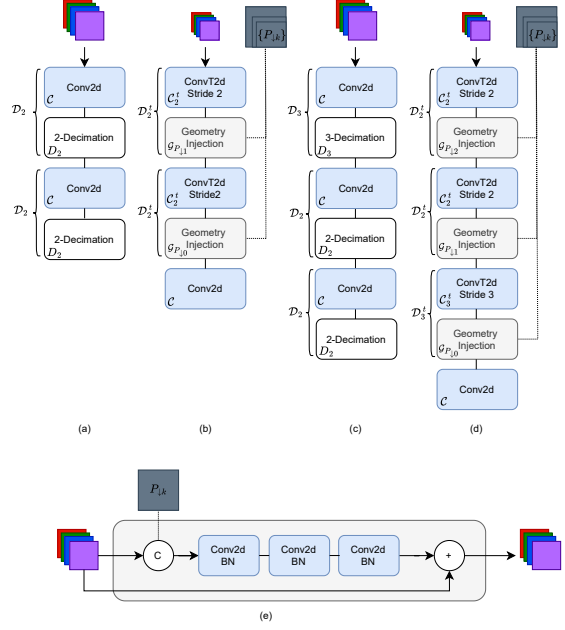 {P↓k}
{P↓k}
Conv2d
𝒞
2-Decimation
D₂
𝒟₂
Conv2d
𝒞
2-Decimation
D₂
𝒟₂
ConvT2d
Stride 2
𝒞₂ᵗ
Geometry
Injection
𝒢P↓1
𝒟₂ᵗ
ConvT2d
Stride2
𝒞₂ᵗ
Geometry
Injection
𝒢P↓0
𝒟₂ᵗ
Conv2d
𝒞
Conv2d
𝒞
3-Decimation
D₃
𝒟₃
Conv2d
𝒞
2-Decimation
D₂
𝒟₂
Conv2d
𝒞
2-Decimation
D₂
𝒟₂
ConvT2d
Stride 2
𝒞₂ᵗ
Geometry
Injection
𝒢P↓2
𝒟₂ᵗ
ConvT2d
Stride 2
𝒞₂ᵗ
Geometry
Injection
𝒢P↓1
𝒟₂ᵗ
ConvT2d
Stride 3
𝒞₃ᵗ
Geometry
Injection
𝒢P↓0
𝒟₃ᵗ
Conv2d
𝒞
(a)
(b)
(c)
(d)
P↓k
C
Conv2d
BN
Conv2d
BN
Conv2d
BN
+
(e)